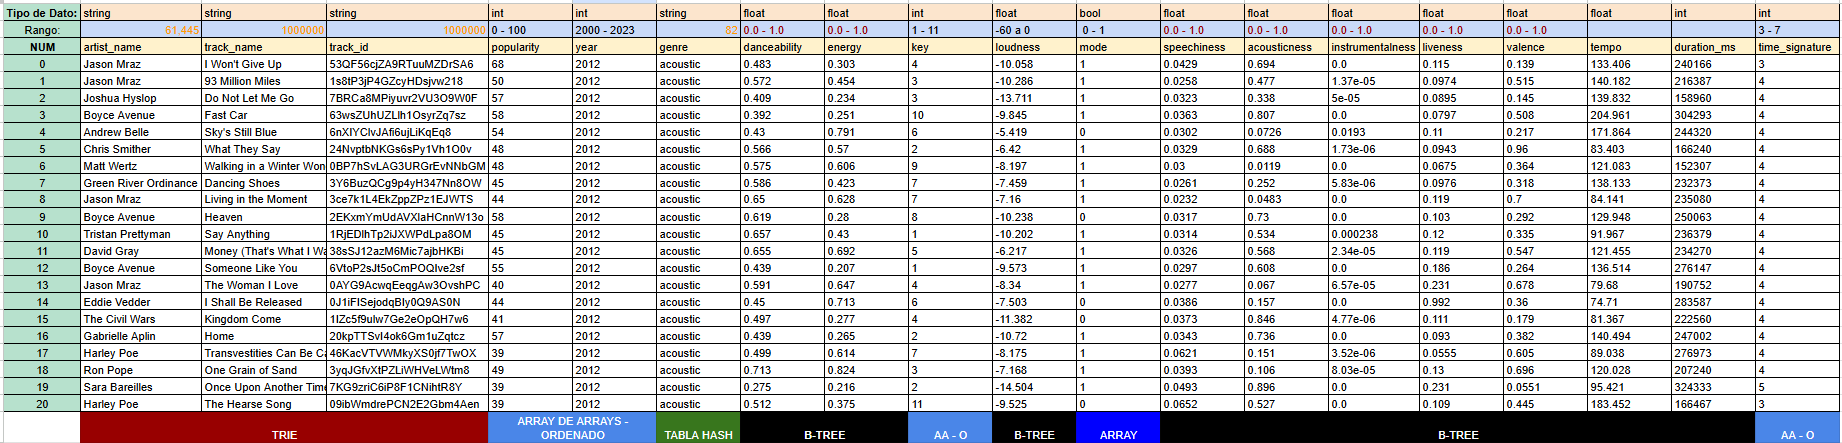 Tipo de Dato: string string string int int string float float int float bool float float float float float float int int
Rango: 61,445 1000000 1000000 0 - 100 2000 - 2023 82 0.0 - 1.0 0.0 - 1.0 1 - 11 -60 a 0 0 - 1 0.0 - 1.0 0.0 - 1.0 0.0 - 1.0 0.0 - 1.0 0.0 - 1.0 3 - 7
NUM artist_name track_name track_id popularity year genre danceability energy key loudness mode speechiness acousticness instrumentalness liveness valence tempo duration_ms time_signature
0 Jason Mraz I Won't Give Up 53QF56cjZA9RTuuMZDrSA6 68 2012 acoustic 0.483 0.303 4 -10.058 1 0.0429 0.694 0.0 0.115 0.139 133.406 240166 3
1 Jason Mraz 93 Million Miles 1s8tP3jP4GZcyHDsjvw218 50 2012 acoustic 0.572 0.454 3 -10.286 1 0.0258 0.477 1.37e-05 0.0974 0.515 140.182 216387 4
2 Joshua Hyslop Do Not Let Me Go 7BRCa8MPiyuvr2VU3O9W0F 57 2012 acoustic 0.409 0.234 3 -13.711 1 0.0323 0.338 5e-05 0.0895 0.145 139.832 158960 4
3 Boyce Avenue Fast Car 63wsZUhUZLlh1OsyrZq7sz 58 2012 acoustic 0.392 0.251 10 -9.845 1 0.0363 0.807 0.0 0.0797 0.508 204.961 304293 4
4 Andrew Belle Sky's Still Blue 6nXIYClvJAfi6ujLiKqEq8 54 2012 acoustic 0.43 0.791 6 -5.419 0 0.0302 0.0726 0.0193 0.11 0.217 171.864 244320 4
5 Chris Smither What They Say 24NvptbNKGs6sPy1Vh1O0v 48 2012 acoustic 0.566 0.57 2 -6.42 1 0.0329 0.688 1.73e-06 0.0943 0.96 83.403 166240 4
6 Matt Wertz Walking in a Winter Won 0BP7hSvLAG3URGrEvNNbGM 48 2012 acoustic 0.575 0.606 9 -8.197 1 0.03 0.0119 0.0 0.0675 0.364 121.083 152307 4
7 Green River Ordinance Dancing Shoes 3Y6BuzQCg9p4yH347Nn8OW 45 2012 acoustic 0.586 0.423 7 -7.459 1 0.0261 0.252 5.83e-06 0.0976 0.318 138.133 232373 4
8 Jason Mraz Living in the Moment 3ce7k1L4EkZppZPz1EJWTS 44 2012 acoustic 0.65 0.628 7 -7.16 1 0.0232 0.0483 0.0 0.119 0.7 84.141 235080 4
9 Boyce Avenue Heaven 2EKxmYmUdAVXlaHCnnW13o 58 2012 acoustic 0.619 0.28 8 -10.238 0 0.0317 0.73 0.0 0.103 0.292 129.948 250063 4
10 Tristan Prettyman Say Anything 1RjEDlhTp2iJXWPdLpa8OM 45 2012 acoustic 0.657 0.43 1 -10.202 1 0.0314 0.534 0.000238 0.12 0.335 91.967 236379 4
11 David Gray Money (That's What I Wa 38sSJ12azM6Mic7ajbHKBi 45 2012 acoustic 0.655 0.692 5 -6.217 1 0.0326 0.568 2.34e-05 0.119 0.547 121.455 234270 4
12 Boyce Avenue Someone Like You 6VtoP2sJt5oCmPOQIve2sf 55 2012 acoustic 0.439 0.207 1 -9.573 1 0.0297 0.608 0.0 0.186 0.264 136.514 276147 4
13 Jason Mraz The Woman I Love 0AYG9AcwqEeqgAw3OvshPC 40 2012 acoustic 0.591 0.647 4 -8.34 1 0.0277 0.067 6.57e-05 0.231 0.678 79.68 190752 4
14 Eddie Vedder I Shall Be Released 0J1iFISejodqBIy0Q9AS0N 44 2012 acoustic 0.45 0.713 6 -7.503 0 0.0386 0.157 0.0 0.992 0.36 74.71 283587 4
15 The Civil Wars Kingdom Come 1IZc5f9ulw7Ge2eOpQH7w6 41 2012 acoustic 0.497 0.277 4 -11.382 0 0.0373 0.846 4.77e-06 0.111 0.179 81.367 222560 4
16 Gabrielle Aplin Home 20kpTTSvI4ok6Gm1uZqtcz 57 2012 acoustic 0.439 0.265 2 -10.72 1 0.0343 0.736 0.0 0.093 0.382 140.494 247002 4
17 Harley Poe Transvestities Can Be Ca 46KacVTVWMkyXS0jf7TwOX 39 2012 acoustic 0.499 0.614 7 -8.175 1 0.0621 0.151 3.52e-06 0.0555 0.605 89.038 276973 4
18 Ron Pope One Grain of Sand 3yqJGfvXtPZLiWHVeLWtm8 49 2012 acoustic 0.713 0.824 3 -7.168 1 0.0393 0.106 8.03e-05 0.13 0.696 120.028 207240 4
19 Sara Bareilles Once Upon Another Time 7KG9zriC6iP8F1CNihtR8Y 39 2012 acoustic 0.275 0.216 2 -14.504 1 0.0493 0.896 0.0 0.231 0.0551 95.421 324333 5
20 Harley Poe The Hearse Song 09ibWmdrePCN2E2Gbm4Aen 39 2012 acoustic 0.512 0.375 11 -9.525 0 0.0652 0.527 0.0 0.109 0.445 183.452 166467 3
TRIE ARRAY DE ARRAYS - ORDENADO TABLA HASH B-TREE AA - O B-TREE ARRAY B-TREE AA - O